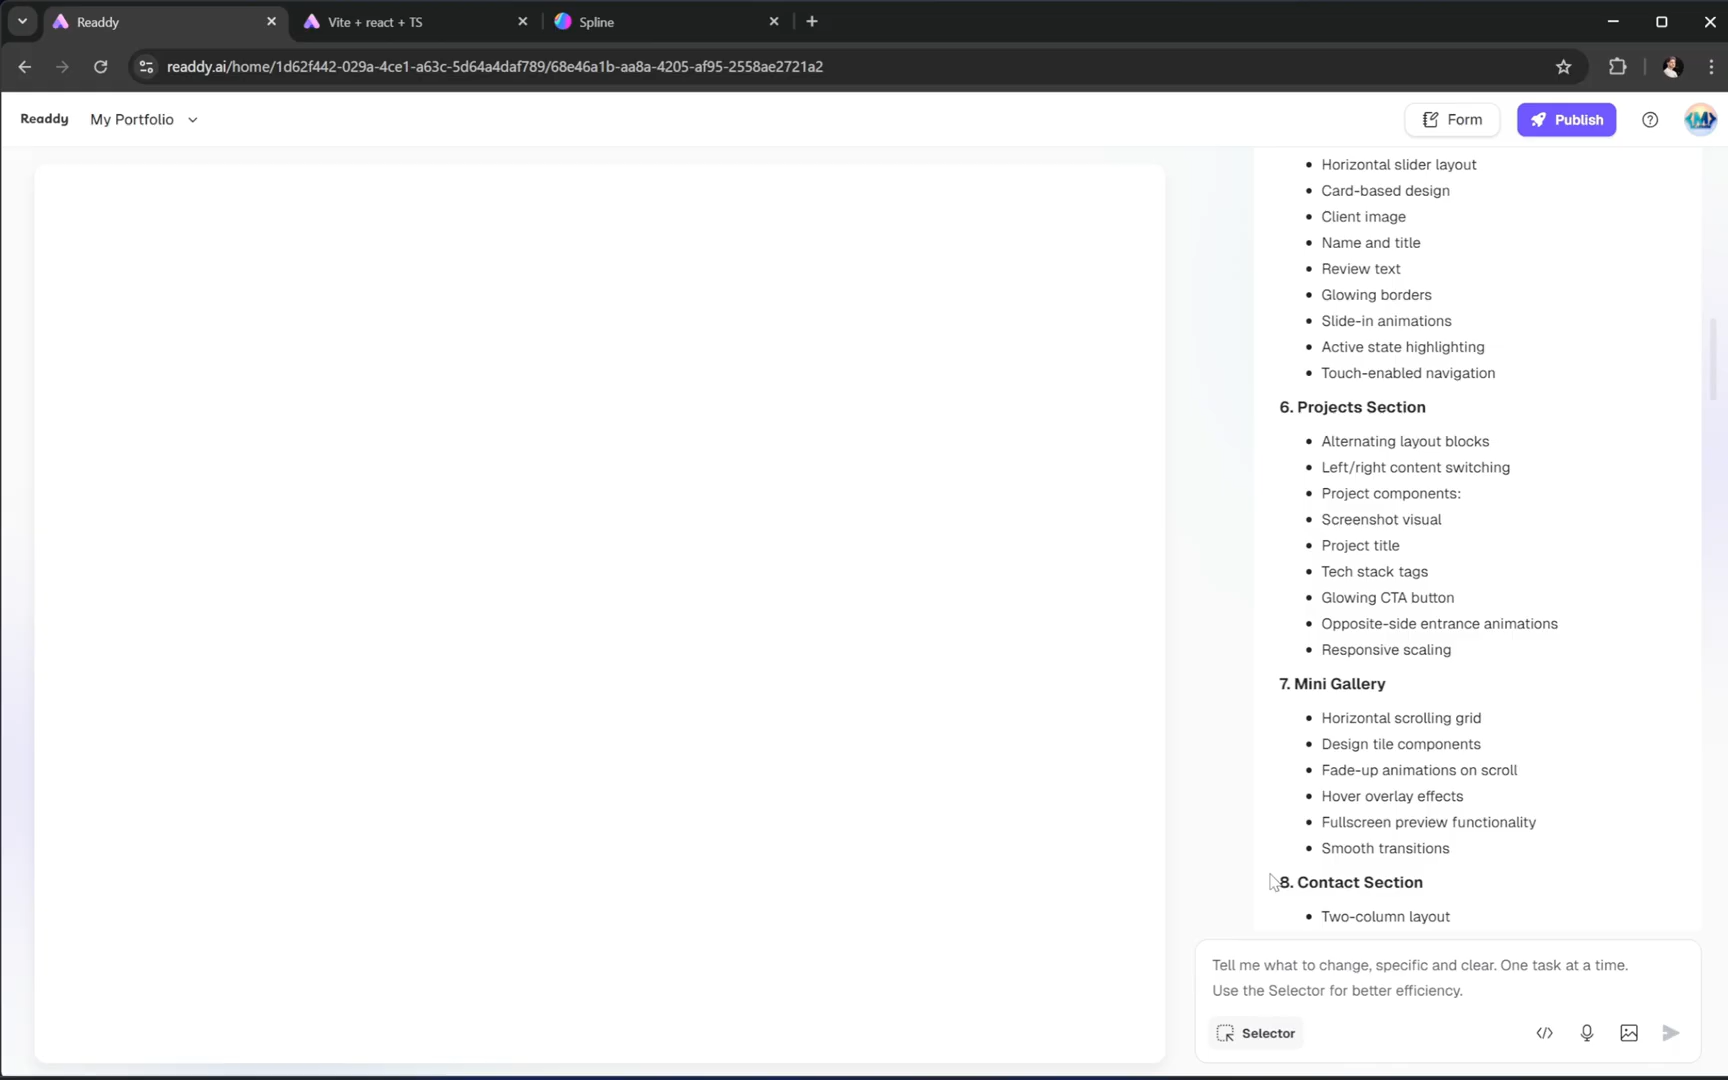 Readdy
Vite + react + TS
Spline
readdy.ai/home/1d62f442-029a-4ce1-a63c-5d64a4daf789/68e46a1b-aa8a-4205-af95-2558ae2721a2
Readdy
My Portfolio
Form
Publish
Horizontal slider layout
Card-based design
Client image
Name and title
Review text
Glowing borders
Slide-in animations
Active state highlighting
Touch-enabled navigation
6. Projects Section
Alternating layout blocks
Left/right content switching
Project components:
Screenshot visual
Project title
Tech stack tags
Glowing CTA button
Opposite-side entrance animations
Responsive scaling
7. Mini Gallery
Horizontal scrolling grid
Design tile components
Fade-up animations on scroll
Hover overlay effects
Fullscreen preview functionality
Smooth transitions
8. Contact Section
Two-column layout
Tell me what to change, specific and clear. One task at a time.
Use the Selector for better efficiency.
Selector